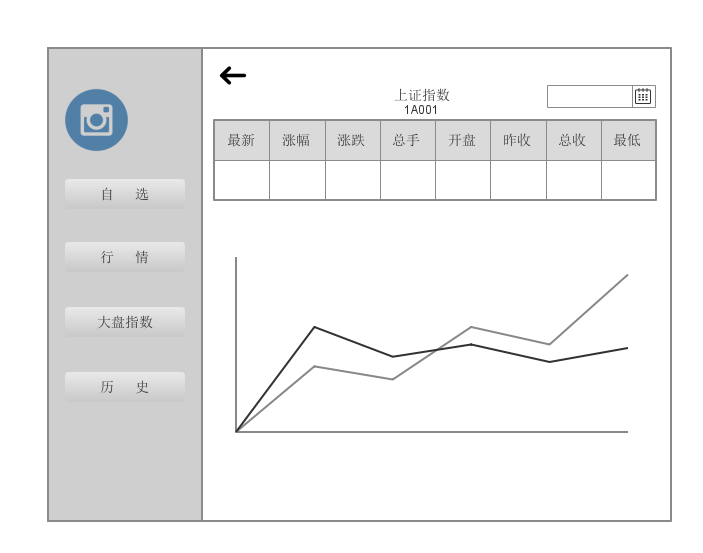 上证指数
1A001
最新 涨幅 涨跌 总手 开盘 昨收 总收 最低
自 选
行 情
大盘指数
历 史